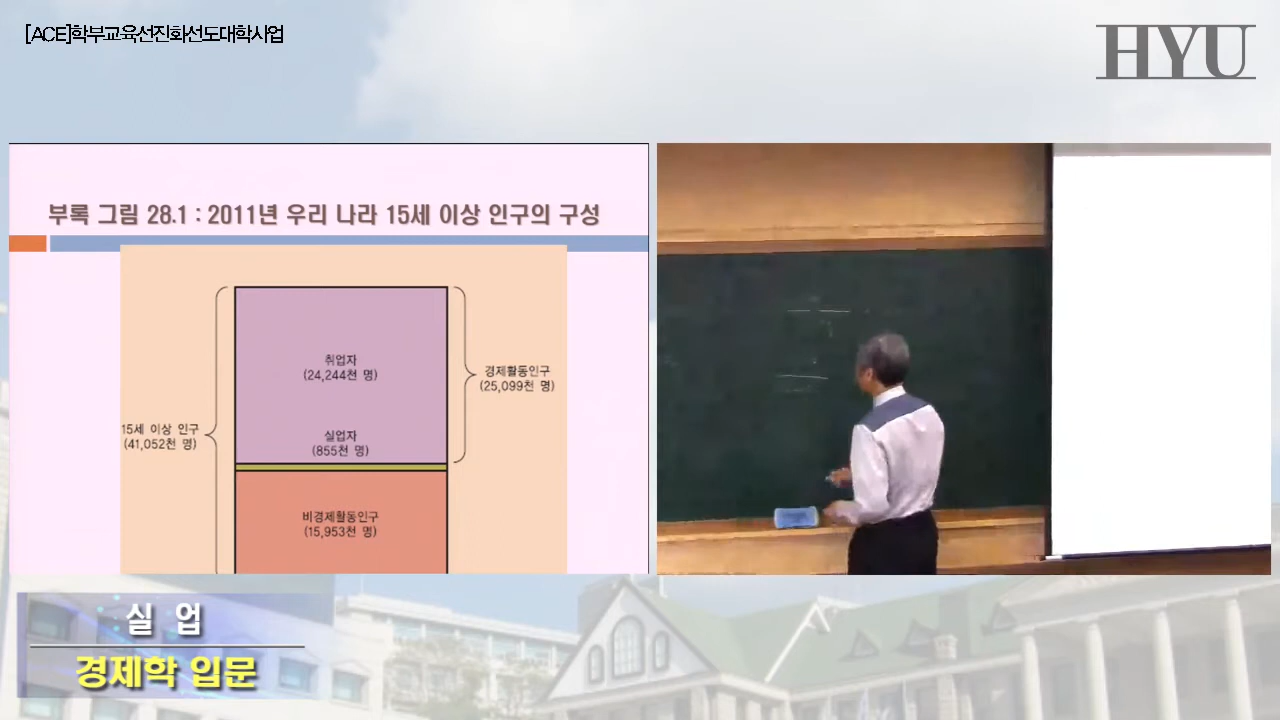 [ACE]학부교육선진화선도대학사업
HYU
부록 그림 28.1 : 2011년 우리 나라 15세 이상 인구의 구성
취업자
(24,244천 명)
경제활동인구
(25,099천 명)
15세 이상 인구
(41,052천 명)
실업자
(855천 명)
비경제활동인구
(15,953천 명)
실 업
경제학 입문